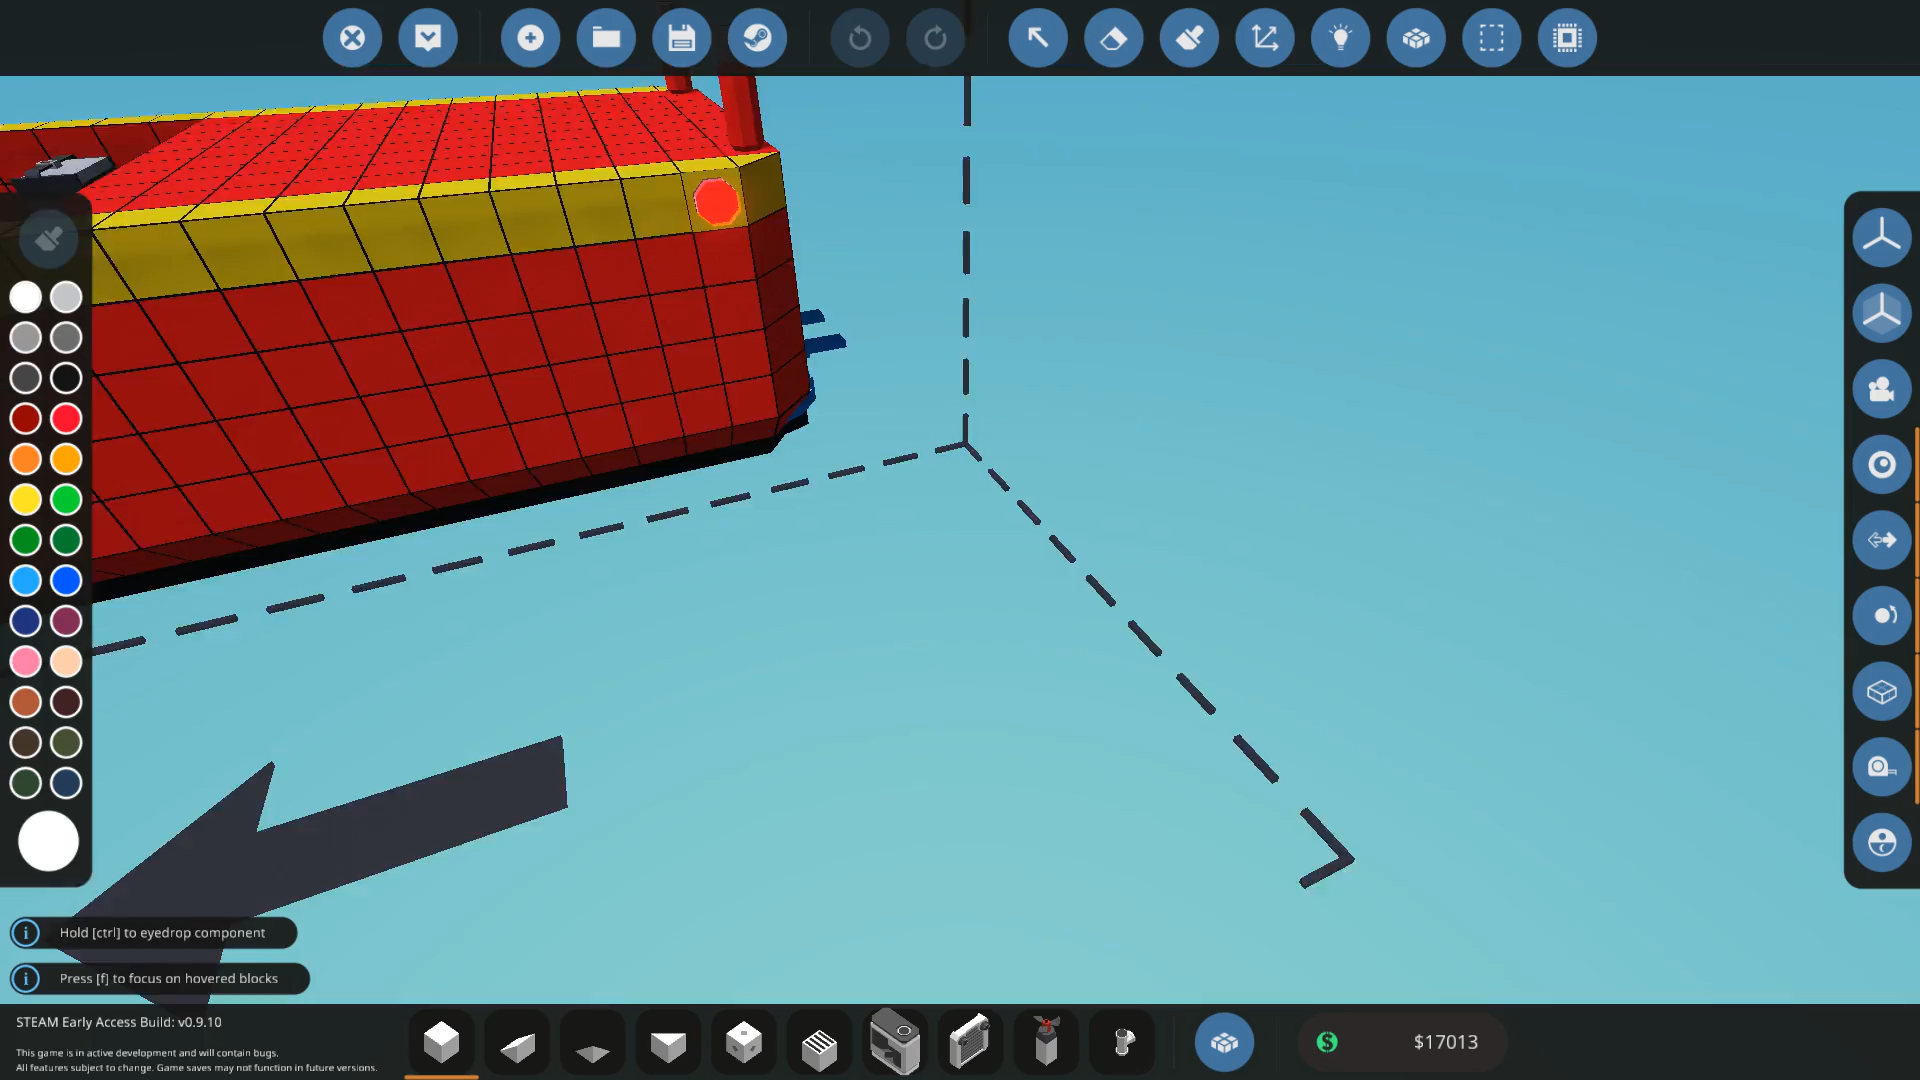 Hold [ctrl] to eyedrop component
Press [f] to focus on hovered blocks
STEAM Early Access Build: v0.9.10
This game is in active development and will contain bugs.
All features subject to change. Game saves may not function in future versions.
$17013